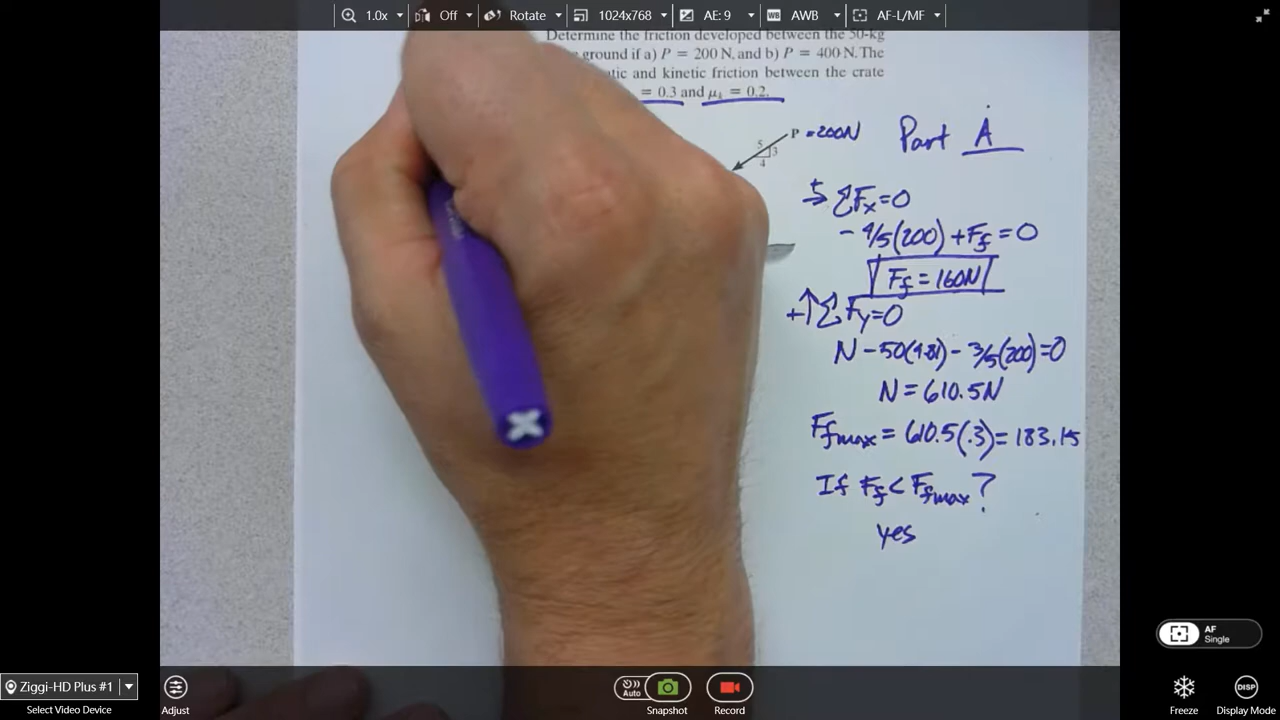 1.0x Off Rotate 1024x768 AE: 9 AWB AF-L/MF
Determine the friction developed between the 50-kg
ground if a) P = 200 N, and b) P = 400 N. The
tic and kinetic friction between the crate
= 0.3 and μk = 0.2.
P = 200N
5
3
4
Part A
+→ ΣFx=0
- 4/5(200) + Ff = 0
Ff = 160N
+↑ΣFy=0
N - 50(9.81) - 3/5(200)=0
N = 610.5N
Ffmax = 610.5(.3) = 183.15
If Ff < Ffmax?
yes
AF
Single
Ziggi-HD Plus #1
Select Video Device
Adjust
Auto
Snapshot
Record
Freeze
DISP
Display Mode